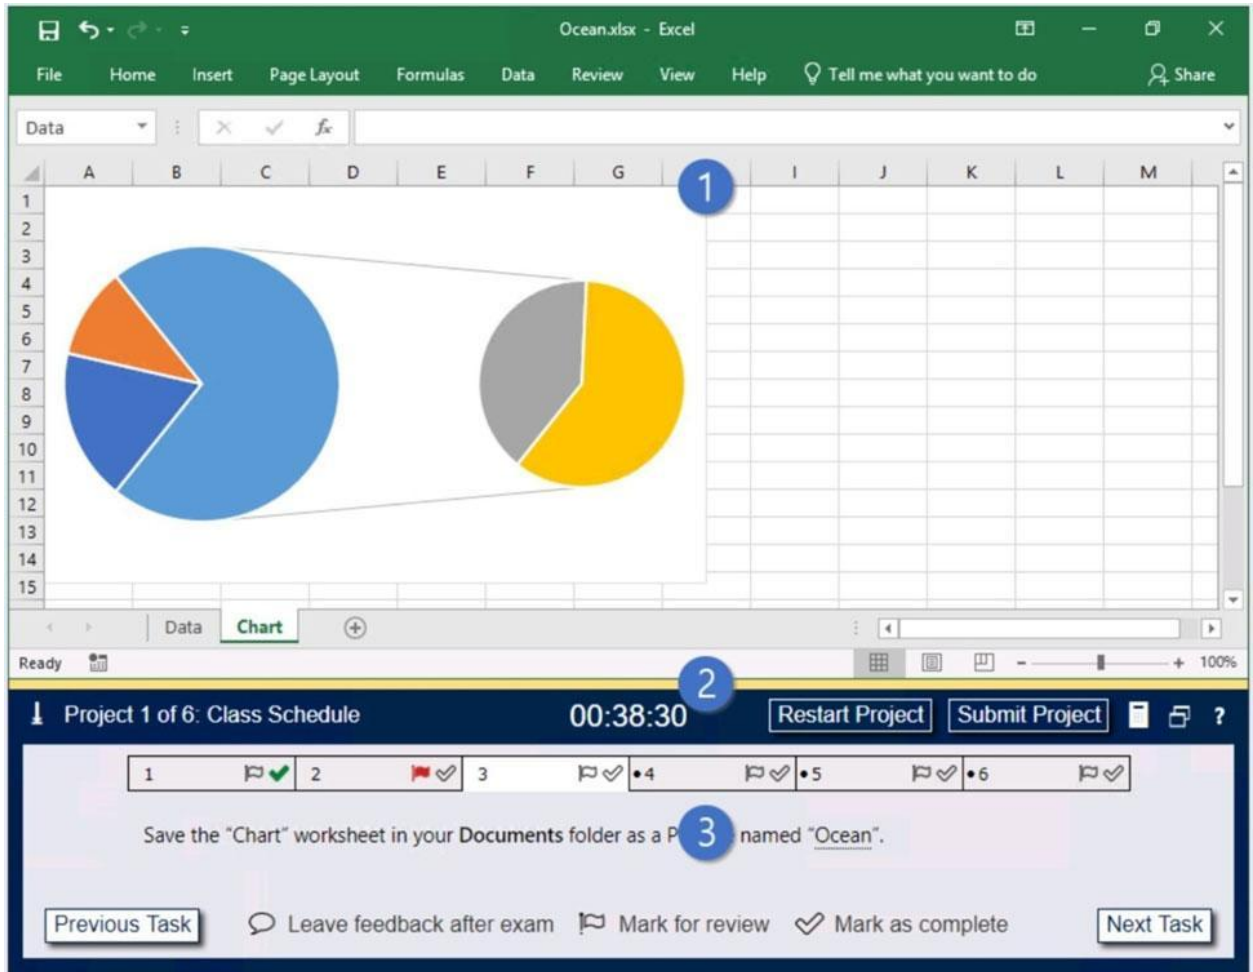 Ocean.xlsx - Excel
File Home Insert Page Layout Formulas Data Review View Help Tell me what you want to do Share
Data fx
A B C D E F G I J K L M
1
1
2
3
4
5
6
7
8
9
10
11
12
13
14
15
Data Chart
Ready 100%
2
Project 1 of 6: Class Schedule 00:38:30 Restart Project Submit Project ?
1 2 3 •4 •5 •6
Save the "Chart" worksheet in your Documents folder as a P 3 named "Ocean".
Previous Task Leave feedback after exam Mark for review Mark as complete Next Task